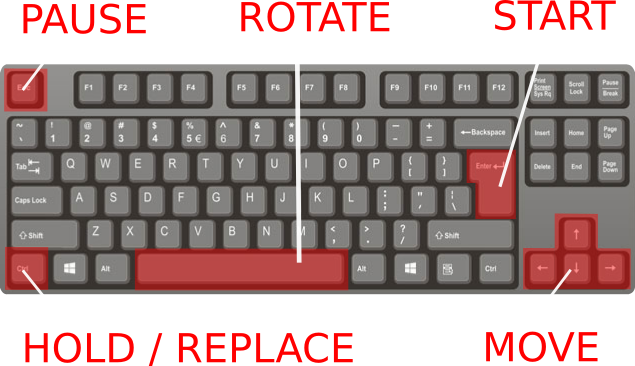 PAUSE ROTATE START
Esc F1 F2 F3 F4 F5 F6 F7 F8 F9 F10 F11 F12 Print Screen Sys Rq Scroll Lock Pause Break
~ ` ! 1 @ 2 # 3 $ 4 % 5 € ^ 6 & 7 * 8 ( 9 ) 0 - + = ←Backspace Insert Home Page Up
Tab Q W E R T Y U I O P { [ } ] Enter Delete End Page Down
Caps Lock A S D F G H J K L : ; " , | \
⇧ Shift Z X C V B N M < , > . ? / ⇧ Shift ↑
Ctrl Alt Alt Ctrl ← ↓ →
HOLD / REPLACE MOVE